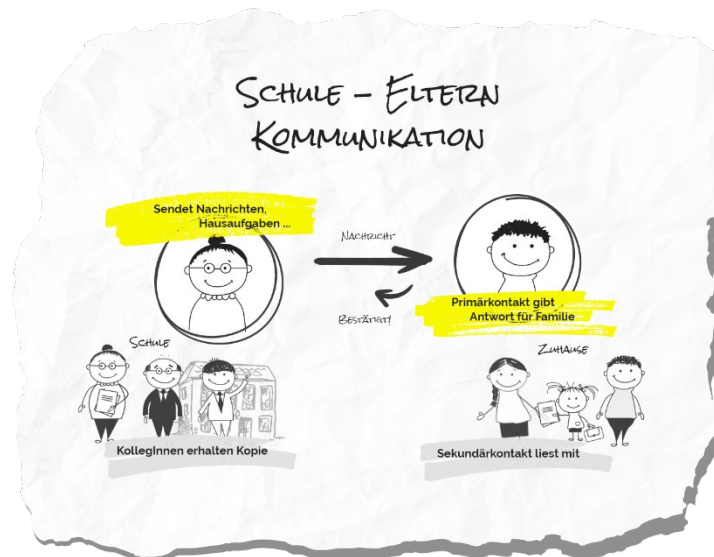 SCHULE – ELTERN
KOMMUNIKATION
Sendet Nachrichten,
Hausaufgaben ...
NACHRICHT
BESTÄTIGT!
Primärkontakt gibt
Antwort für Familie
SCHULE
ZUHAUSE
KollegInnen erhalten Kopie
Sekundärkontakt liest mit